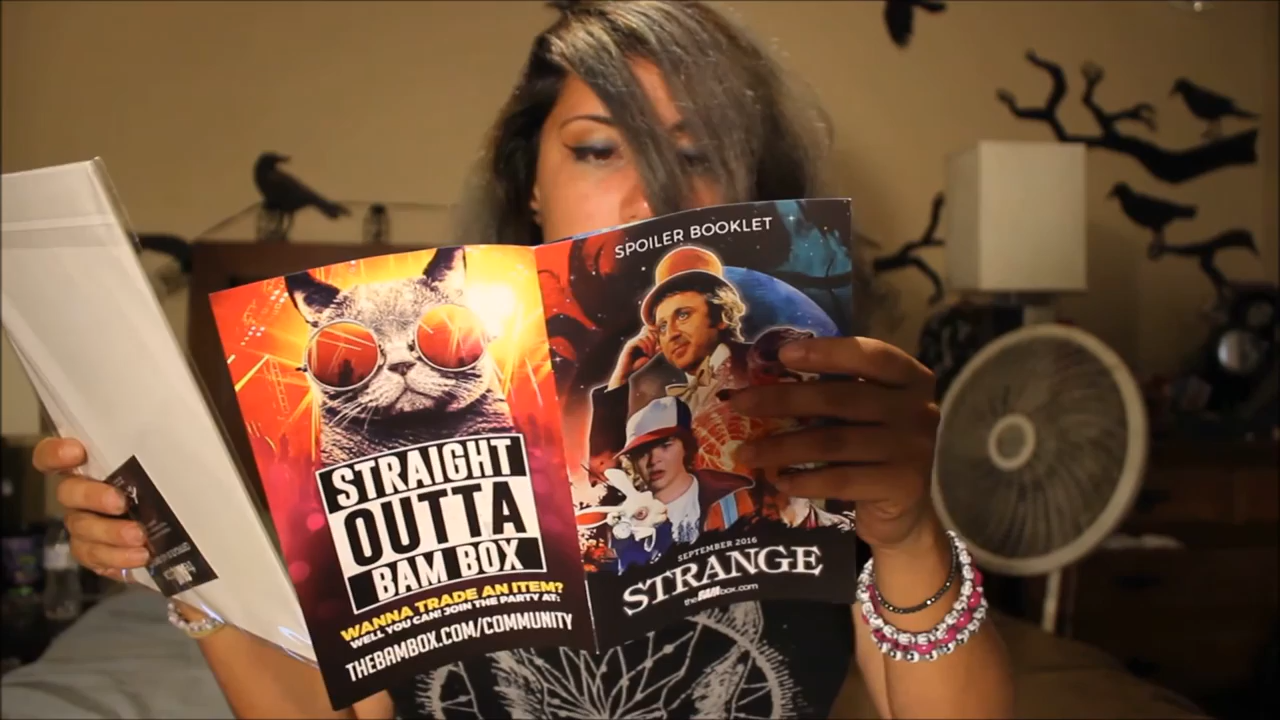 STRAIGHT
OUTTA
BAM BOX
WANNA TRADE AN ITEM?
WELL YOU CAN! JOIN THE PARTY AT:
THEBAMBOX.COM/COMMUNITY
SPOILER BOOKLET
SEPTEMBER 2016
STRANGE
theBAMbox.com